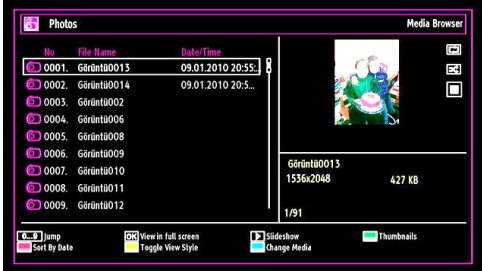 Photos
Media Browser
No File Name Date/Time
0001. Görüntü0013 09.01.2010 20:55:..
0002. Görüntü0014 09.01.2010 20:5...
0003. Görüntü002
0004. Görüntü006
0005. Görüntü008
0006. Görüntü009
0007. Görüntü010
0008. Görüntü011
0009. Görüntü012
Görüntü0013
1536x2048 427 KB
1/91
0...9 Jump OK View in full screen Slideshow Thumbnails
Sort By Date Toggle View Style Change Media